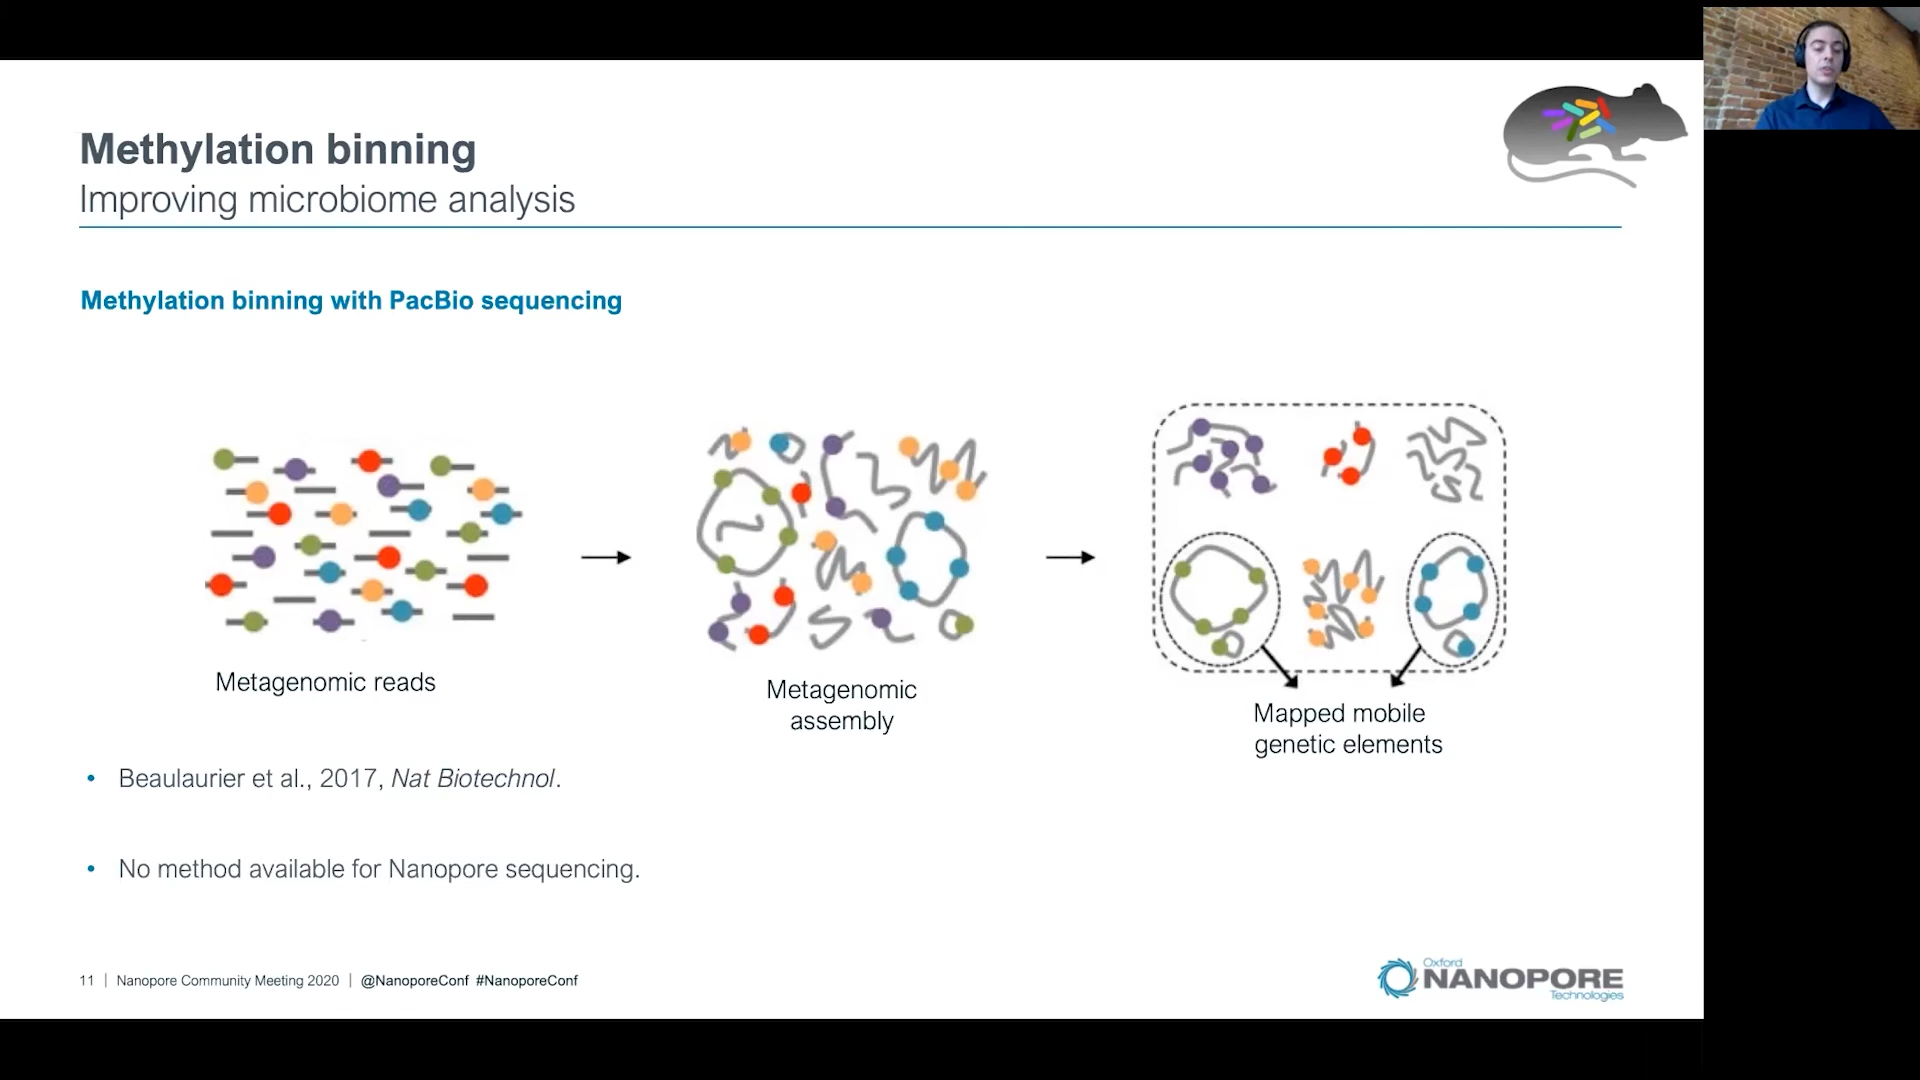 Methylation binning
Improving microbiome analysis
Methylation binning with PacBio sequencing
Metagenomic reads
Metagenomic
assembly
Mapped mobile
genetic elements
• Beaulaurier et al., 2017, Nat Biotechnol.
• No method available for Nanopore sequencing.
11 | Nanopore Community Meeting 2020 | @NanoporeConf #NanoporeConf
Oxford
NANOPORE
Technologies